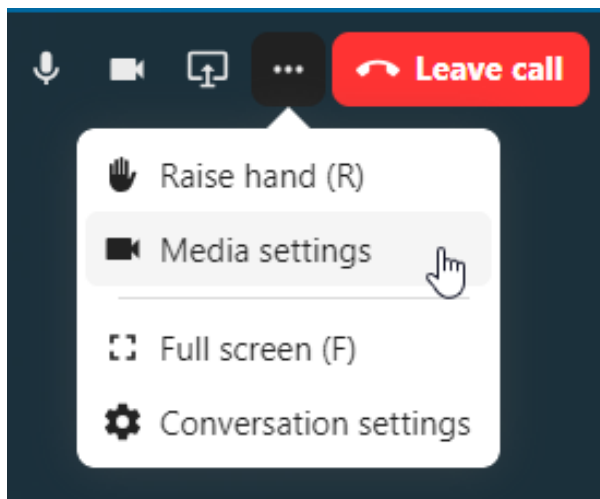 Leave call
Raise hand (R)
Media settings
Full screen (F)
Conversation settings